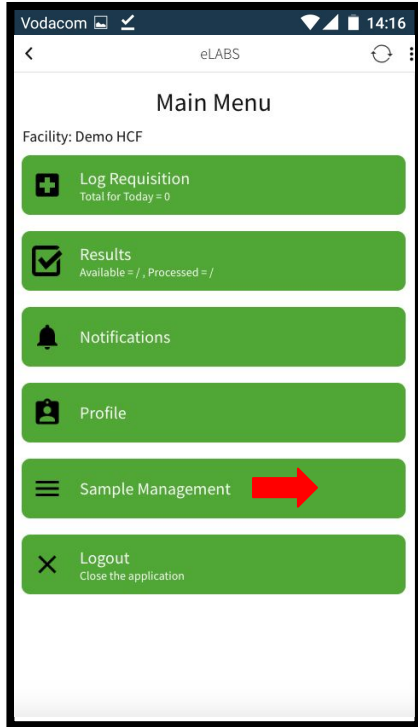 Vodacom 14:16
eLABS
Main Menu
Facility: Demo HCF
Log Requisition
Total for Today = 0
Results
Available = / , Processed = /
Notifications
Profile
Sample Management
Logout
Close the application